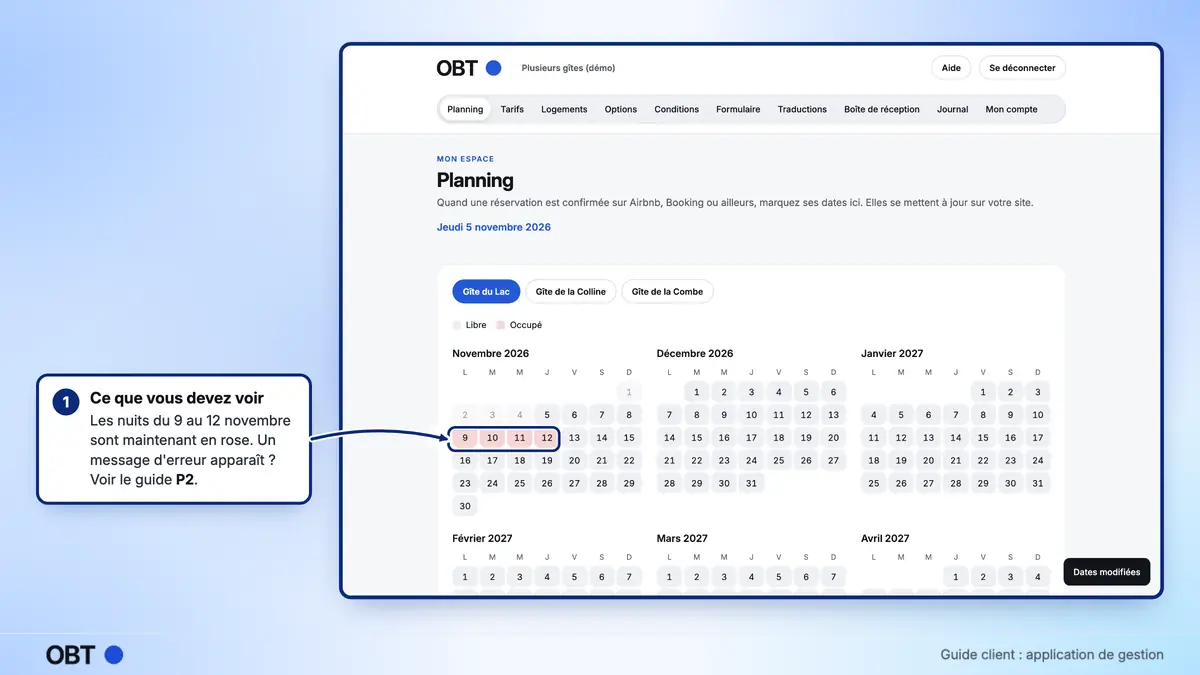 OBT
Plusieurs gîtes (démo)
Aide
Se déconnecter
Planning Tarifs Logements Options Conditions Formulaire Traductions Boîte de réception Journal Mon compte
MON ESPACE
Planning
Quand une réservation est confirmée sur Airbnb, Booking ou ailleurs, marquez ses dates ici. Elles se mettent à jour sur votre site.
Jeudi 5 novembre 2026
Gîte du Lac Gîte de la Colline Gîte de la Combe
Libre Occupé
Novembre 2026
L M M J V S D
1
2 3 4 5 6 7 8
9 10 11 12 13 14 15
16 17 18 19 20 21 22
23 24 25 26 27 28 29
30
Décembre 2026
L M M J V S D
1 2 3 4 5 6
7 8 9 10 11 12 13
14 15 16 17 18 19 20
21 22 23 24 25 26 27
28 29 30 31
Janvier 2027
L M M J V S D
1 2 3
4 5 6 7 8 9 10
11 12 13 14 15 16 17
18 19 20 21 22 23 24
25 26 27 28 29 30 31
Février 2027
L M M J V S D
1 2 3 4 5 6 7
Mars 2027
L M M J V S D
1 2 3 4 5 6 7
Avril 2027
L M M J V S D
1 2 3 4
Dates modifiées
1
Ce que vous devez voir
Les nuits du 9 au 12 novembre
sont maintenant en rose. Un
message d'erreur apparaît ?
Voir le guide P2.
OBT
Guide client : application de gestion